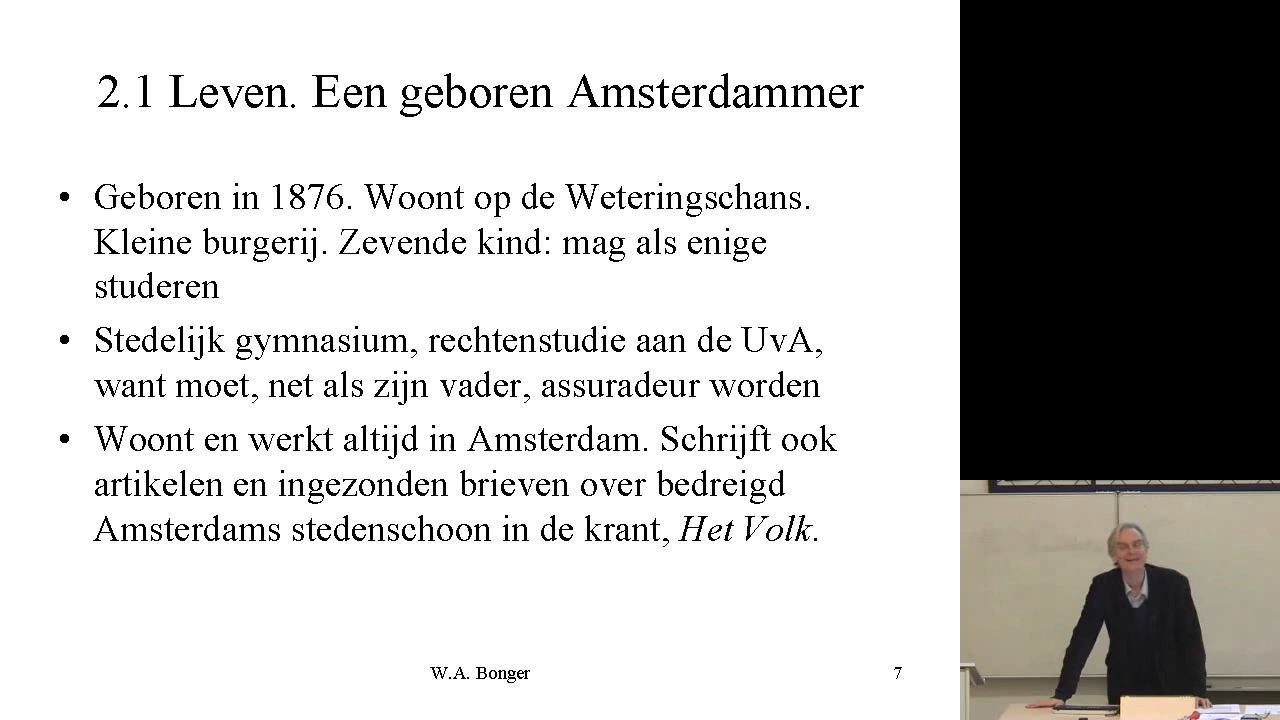 2.1 Leven. Een geboren Amsterdammer
• Geboren in 1876. Woont op de Weteringschans.
Kleine burgerij. Zevende kind: mag als enige
studeren
• Stedelijk gymnasium, rechtenstudie aan de UvA,
want moet, net als zijn vader, assuradeur worden
• Woont en werkt altijd in Amsterdam. Schrijft ook
artikelen en ingezonden brieven over bedreigd
Amsterdams stedenschoon in de krant, Het Volk.
W.A. Bonger
7